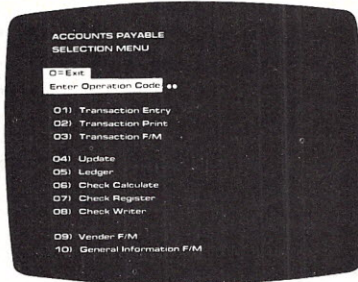 ACCOUNTS PAYABLE
SELECTION MENU
0=Exit
Enter Operation Code: ●●
01) Transaction Entry
02) Transaction Print
03) Transaction F/M
04) Update
05) Ledger
06) Check Calculate
07) Check Register
08) Check Writer
09) Vender F/M
10) General Information F/M